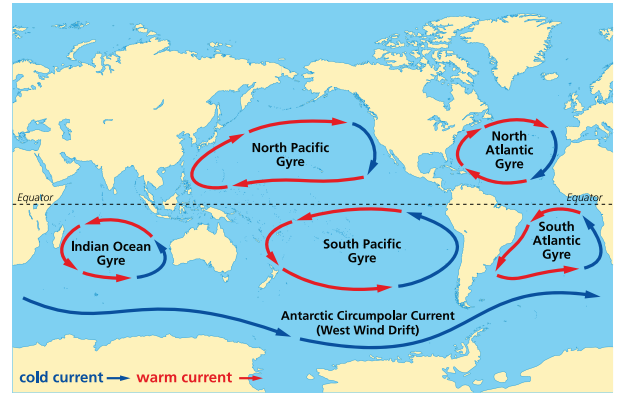 North Pacific
Gyre
North
Atlantic
Gyre
Equator
Equator
Indian Ocean
Gyre
South Pacific
Gyre
South
Atlantic
Gyre
Antarctic Circumpolar Current
(West Wind Drift)
cold current warm current